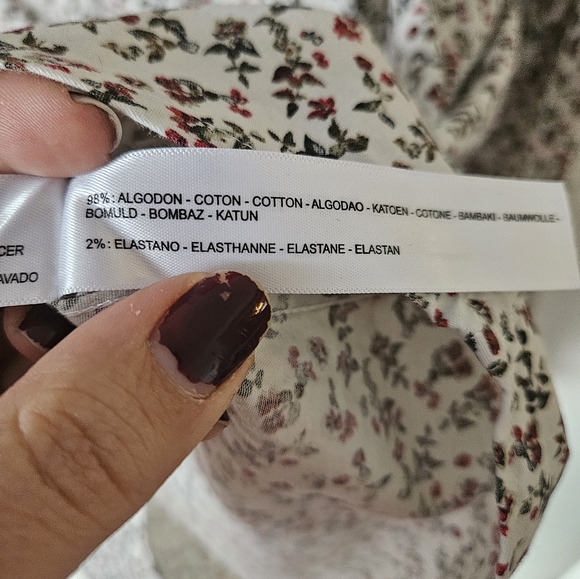 98%: ALGODON - COTON - COTTON - ALGODAO - KATOEN - COTONE - BAMBAKI - BAUMWOLLE -
BOMULD - BOMBAZ - KATUN
2%: ELASTANO - ELASTHANNE - ELASTANE - ELASTAN
CER
AVADO